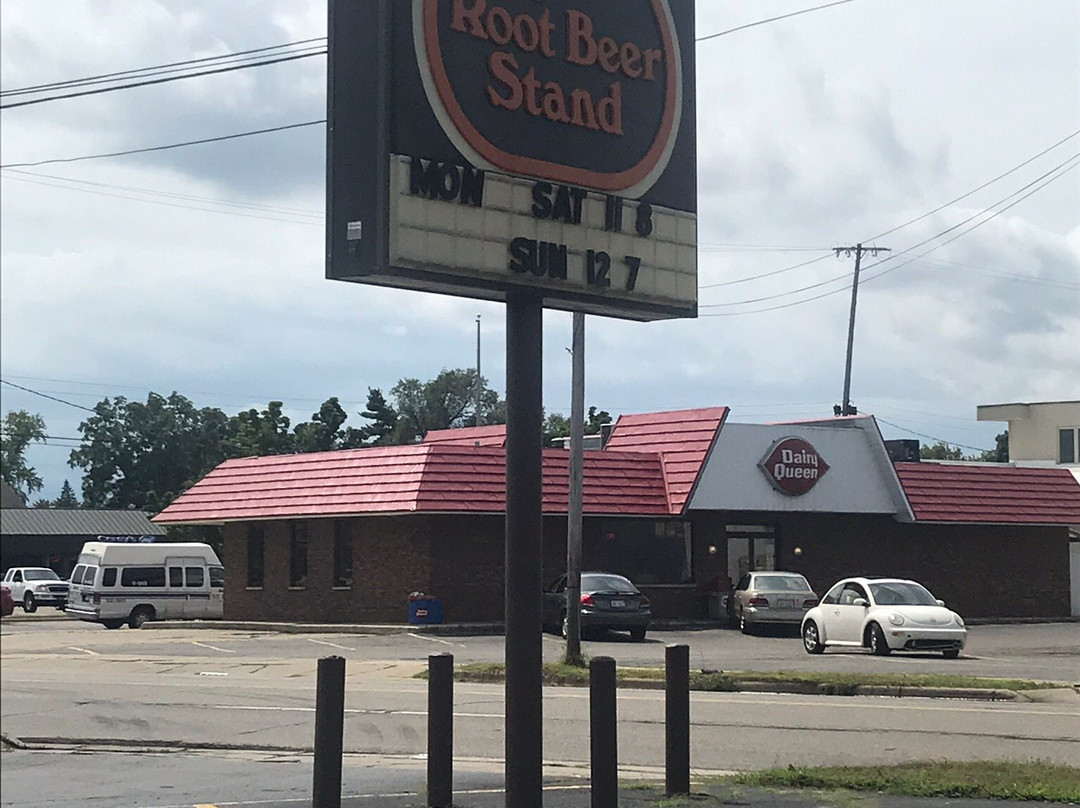 Root Beer
Stand
MON SAT 11 8
SUN 12 7
Dairy
Queen